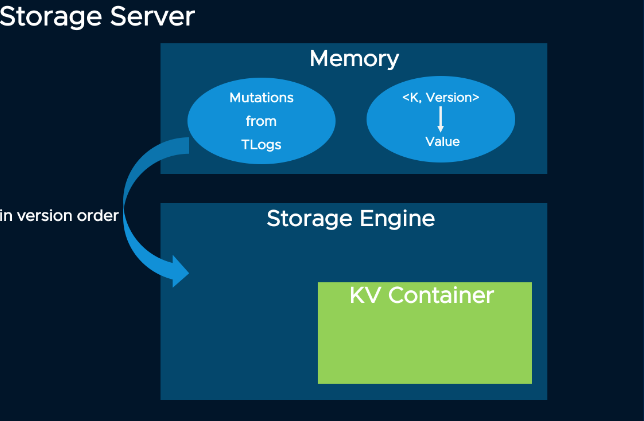 Storage Server
Memory
Mutations
from
TLogs
<K, Version>
Value
in version order
Storage Engine
KV Container